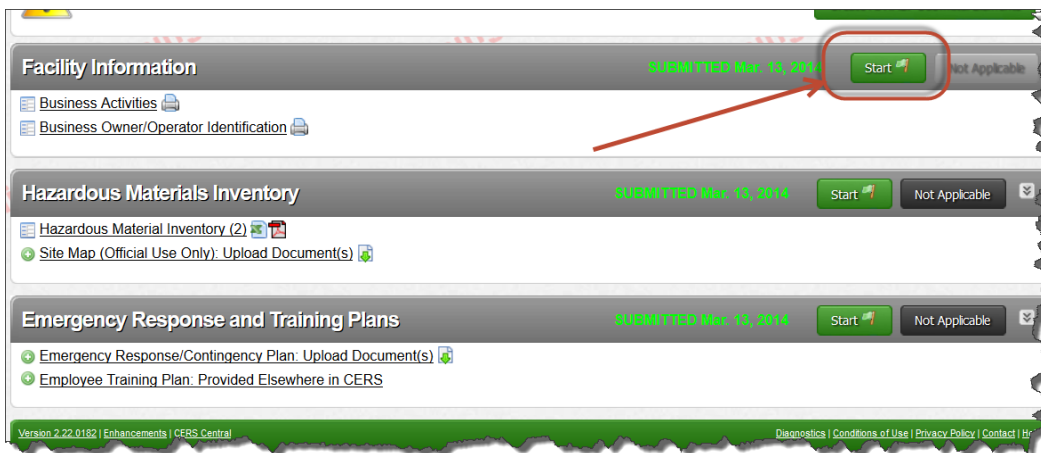 Facility Information SUBMITTED Mar. 13, 2014 Start Not Applicable
Business Activities
Business Owner/Operator Identification
Hazardous Materials Inventory SUBMITTED Mar. 13, 2014 Start Not Applicable
Hazardous Material Inventory (2)
Site Map (Official Use Only): Upload Document(s)
Emergency Response and Training Plans SUBMITTED Mar. 13, 2014 Start Not Applicable
Emergency Response/Contingency Plan: Upload Document(s)
Employee Training Plan: Provided Elsewhere in CERS
Version 2.22.0182 | Enhancements | CERS Central Diagnostics | Conditions of Use | Privacy Policy | Contact |